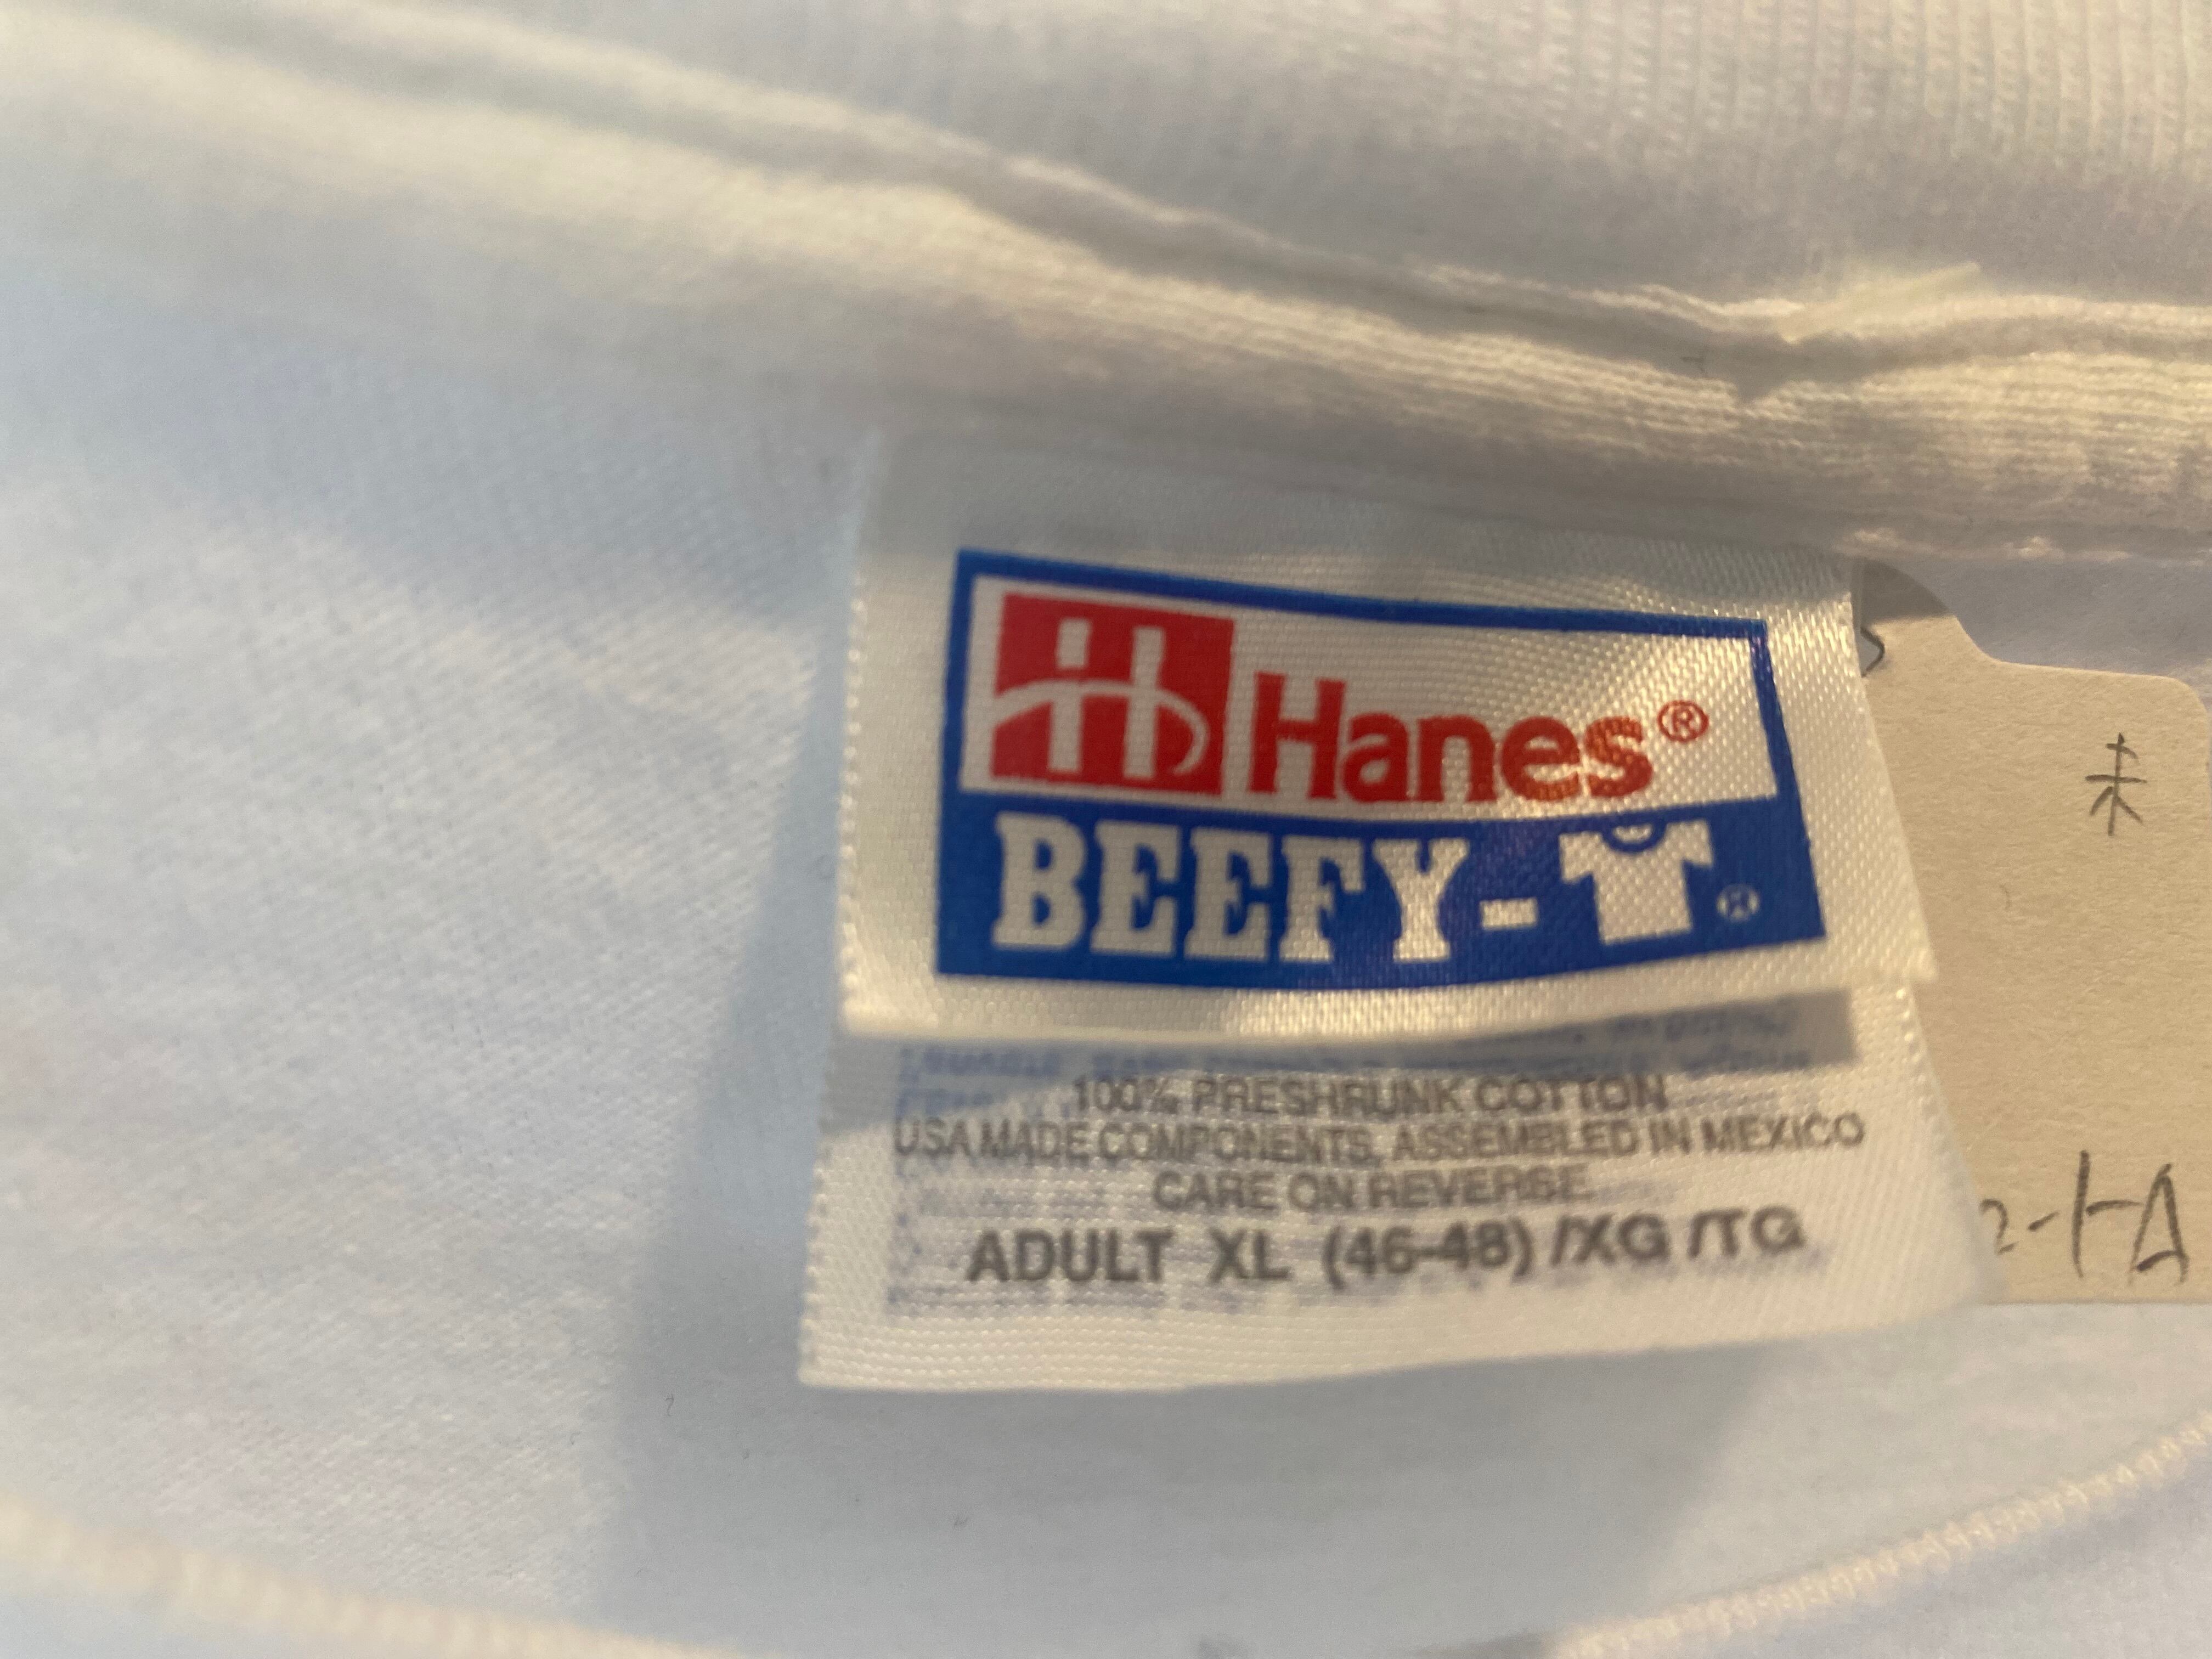 Hanes®
BEEFY-T®
100% PRESHRUNK COTTON
USA MADE COMPONENTS, ASSEMBLED IN MEXICO
CARE ON REVERSE
ADULT XL (46-48) /XG /TG